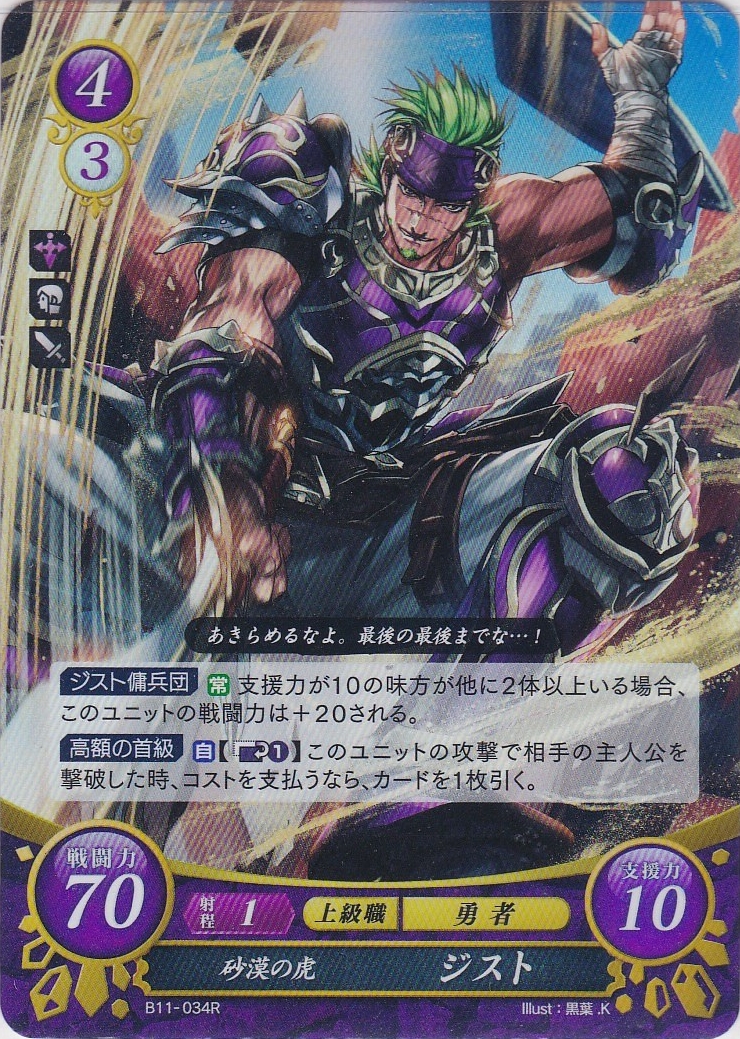 4
3
あきらめるなよ。最後の最後までな…！
ジスト傭兵団 常 支援力が10の味方が他に2体以上いる場合、
このユニットの戦闘力は＋20される。
高額の首級 自【1】このユニットの攻撃で相手の主人公を
撃破した時、コストを支払うなら、カードを1枚引く。
戦闘力
70
射程 1
上級職 勇者
支援力
10
砂漠の虎 ジスト
B11-034R
Illust：黒葉.K